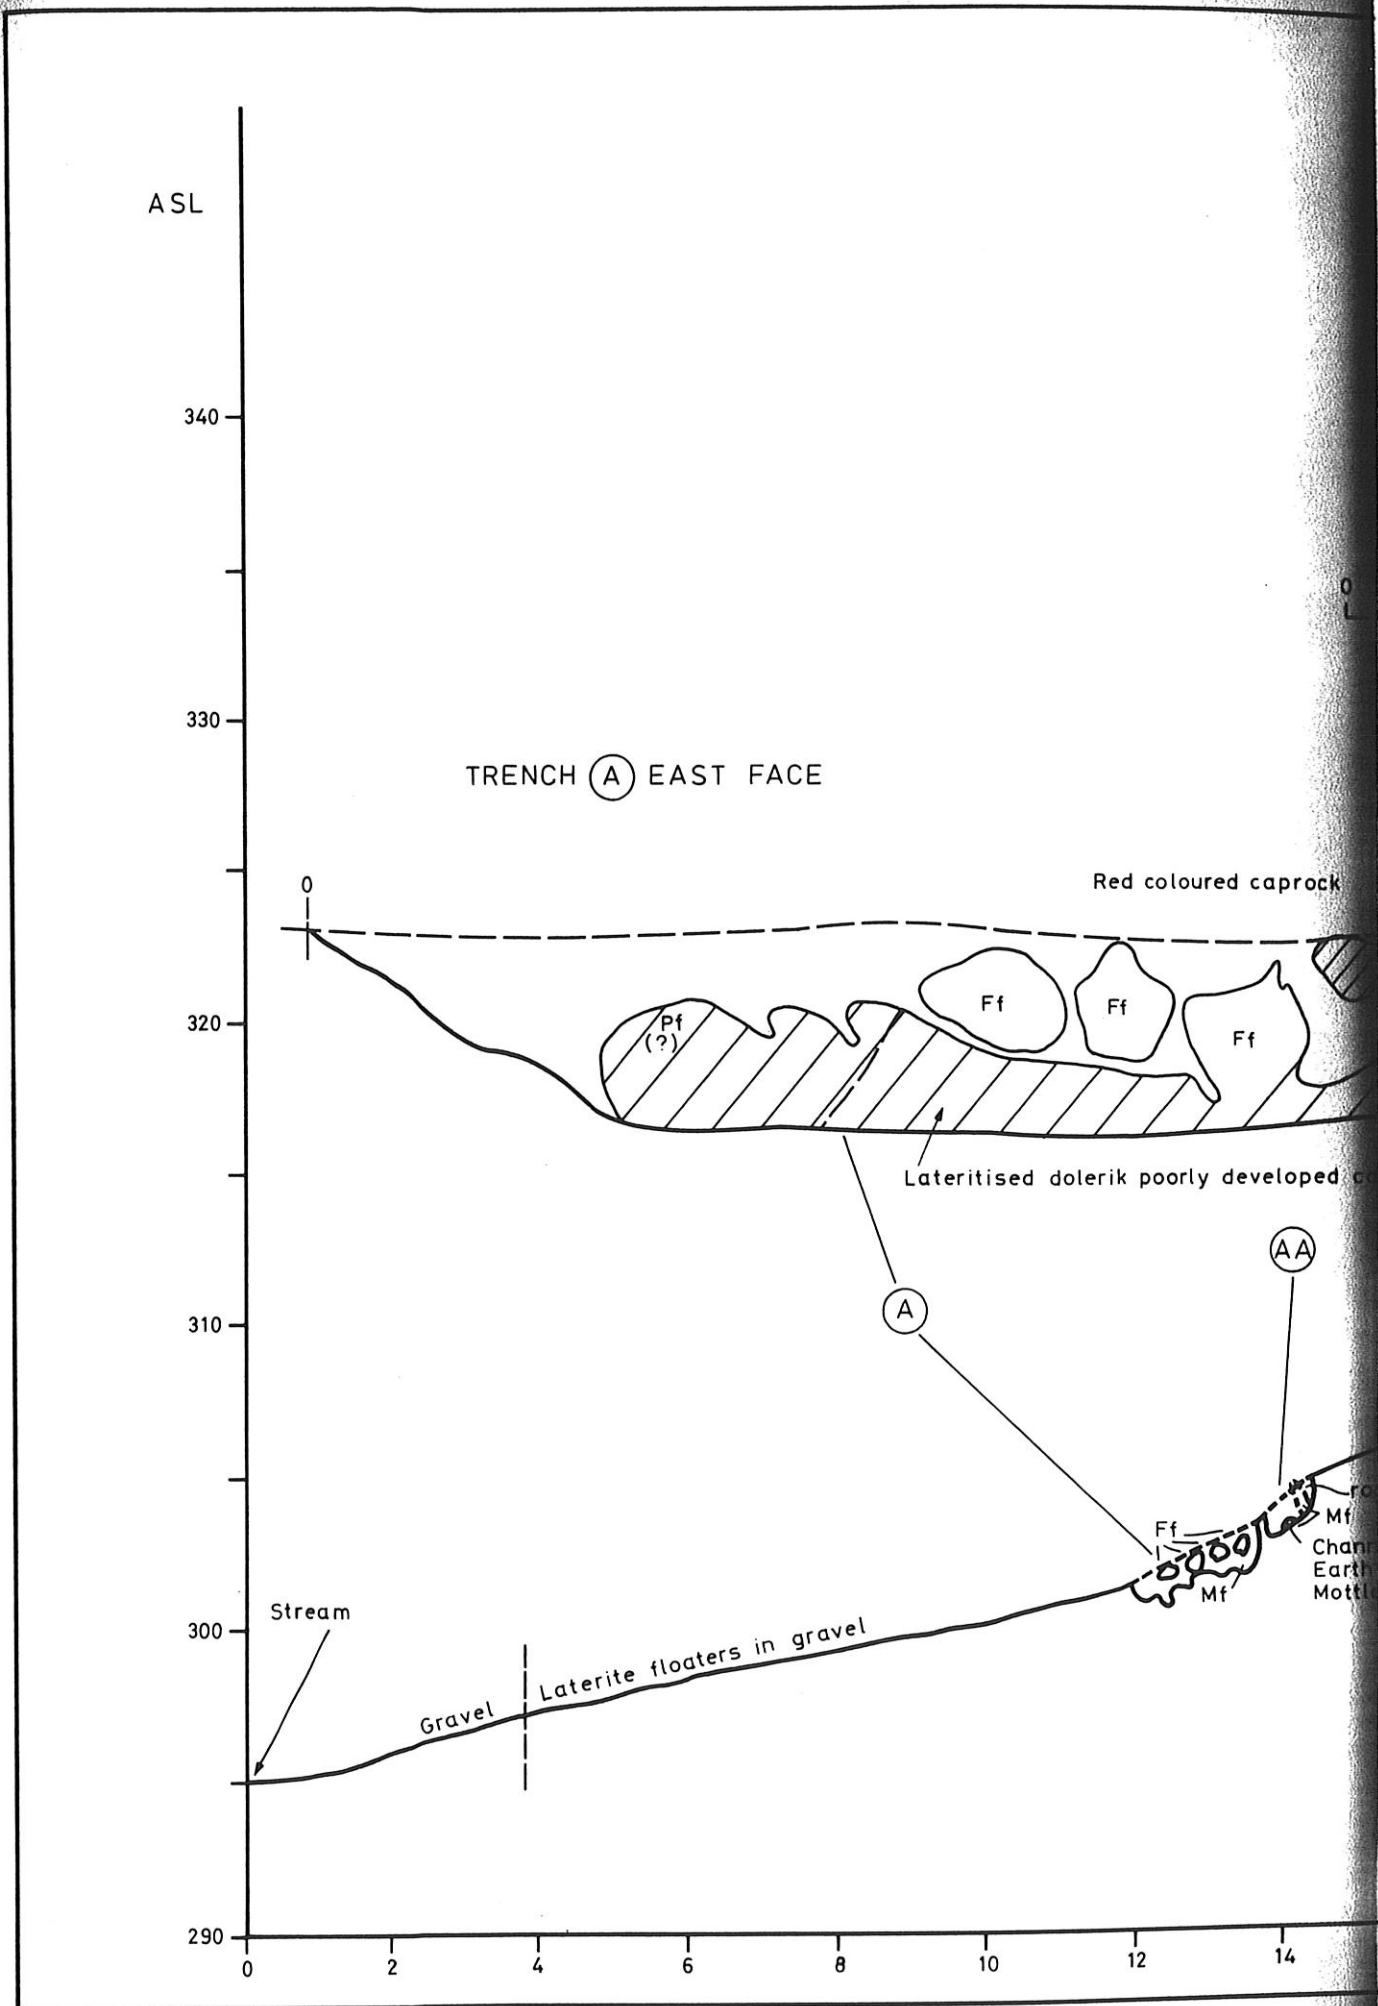 ASL
340
0
330
TRENCH A EAST FACE
Red coloured caprock
0
320
Pf
(?)
Ff
Ff
Ff
Lateritised dolerik poorly developed
AA
A
310
Ff
Mf
Mf
Stream
300
Laterite floaters in gravel
Gravel
290
0 2 4 6 8 10 12 14